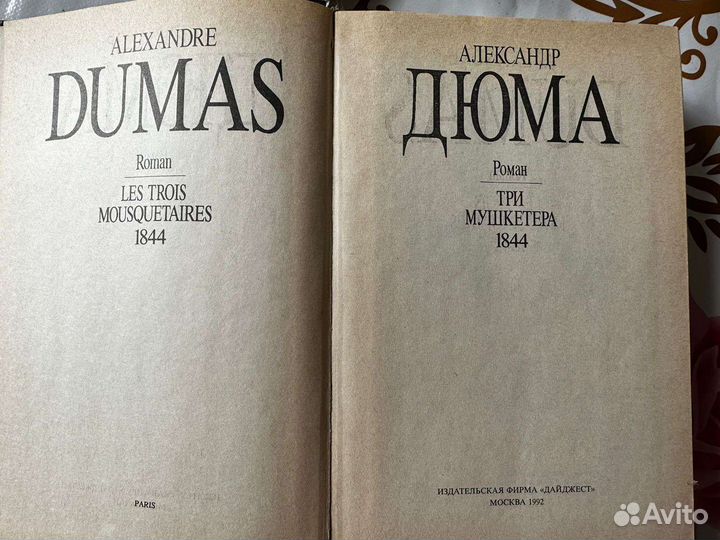 ALEXANDRE
DUMAS
Roman
LES TROIS
MOUSQUETAIRES
1844
PARIS
АЛЕКСАНДР
ДЮМА
Роман
ТРИ
МУШКЕТЕРА
1844
ИЗДАТЕЛЬСКАЯ ФИРМА «ДАЙДЖЕСТ»
МОСКВА 1992
Avito